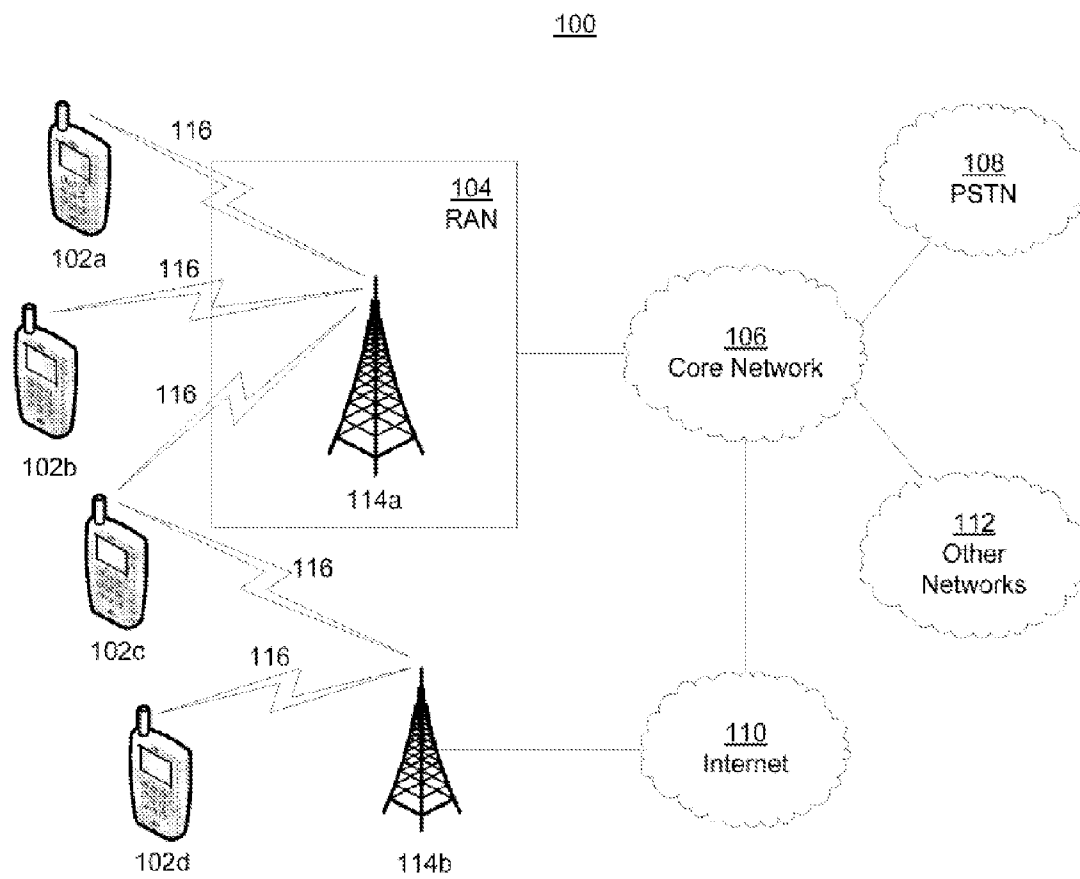 100
116
104
RAN
108
PSTN
102a
116
106
Core Network
116
102b
114a
112
Other
Networks
116
102c
116
110
Internet
102d
114b